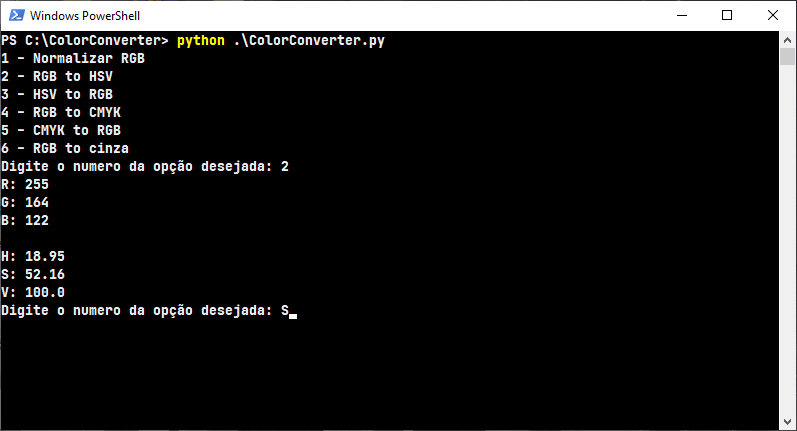 Windows PowerShell
PS C:\ColorConverter> python .\ColorConverter.py
1 - Normalizar RGB
2 - RGB to HSV
3 - HSV to RGB
4 - RGB to CMYK
5 - CMYK to RGB
6 - RGB to cinza
Digite o numero da opção desejada: 2
R: 255
G: 164
B: 122
H: 18.95
S: 52.16
V: 100.0
Digite o numero da opção desejada: S